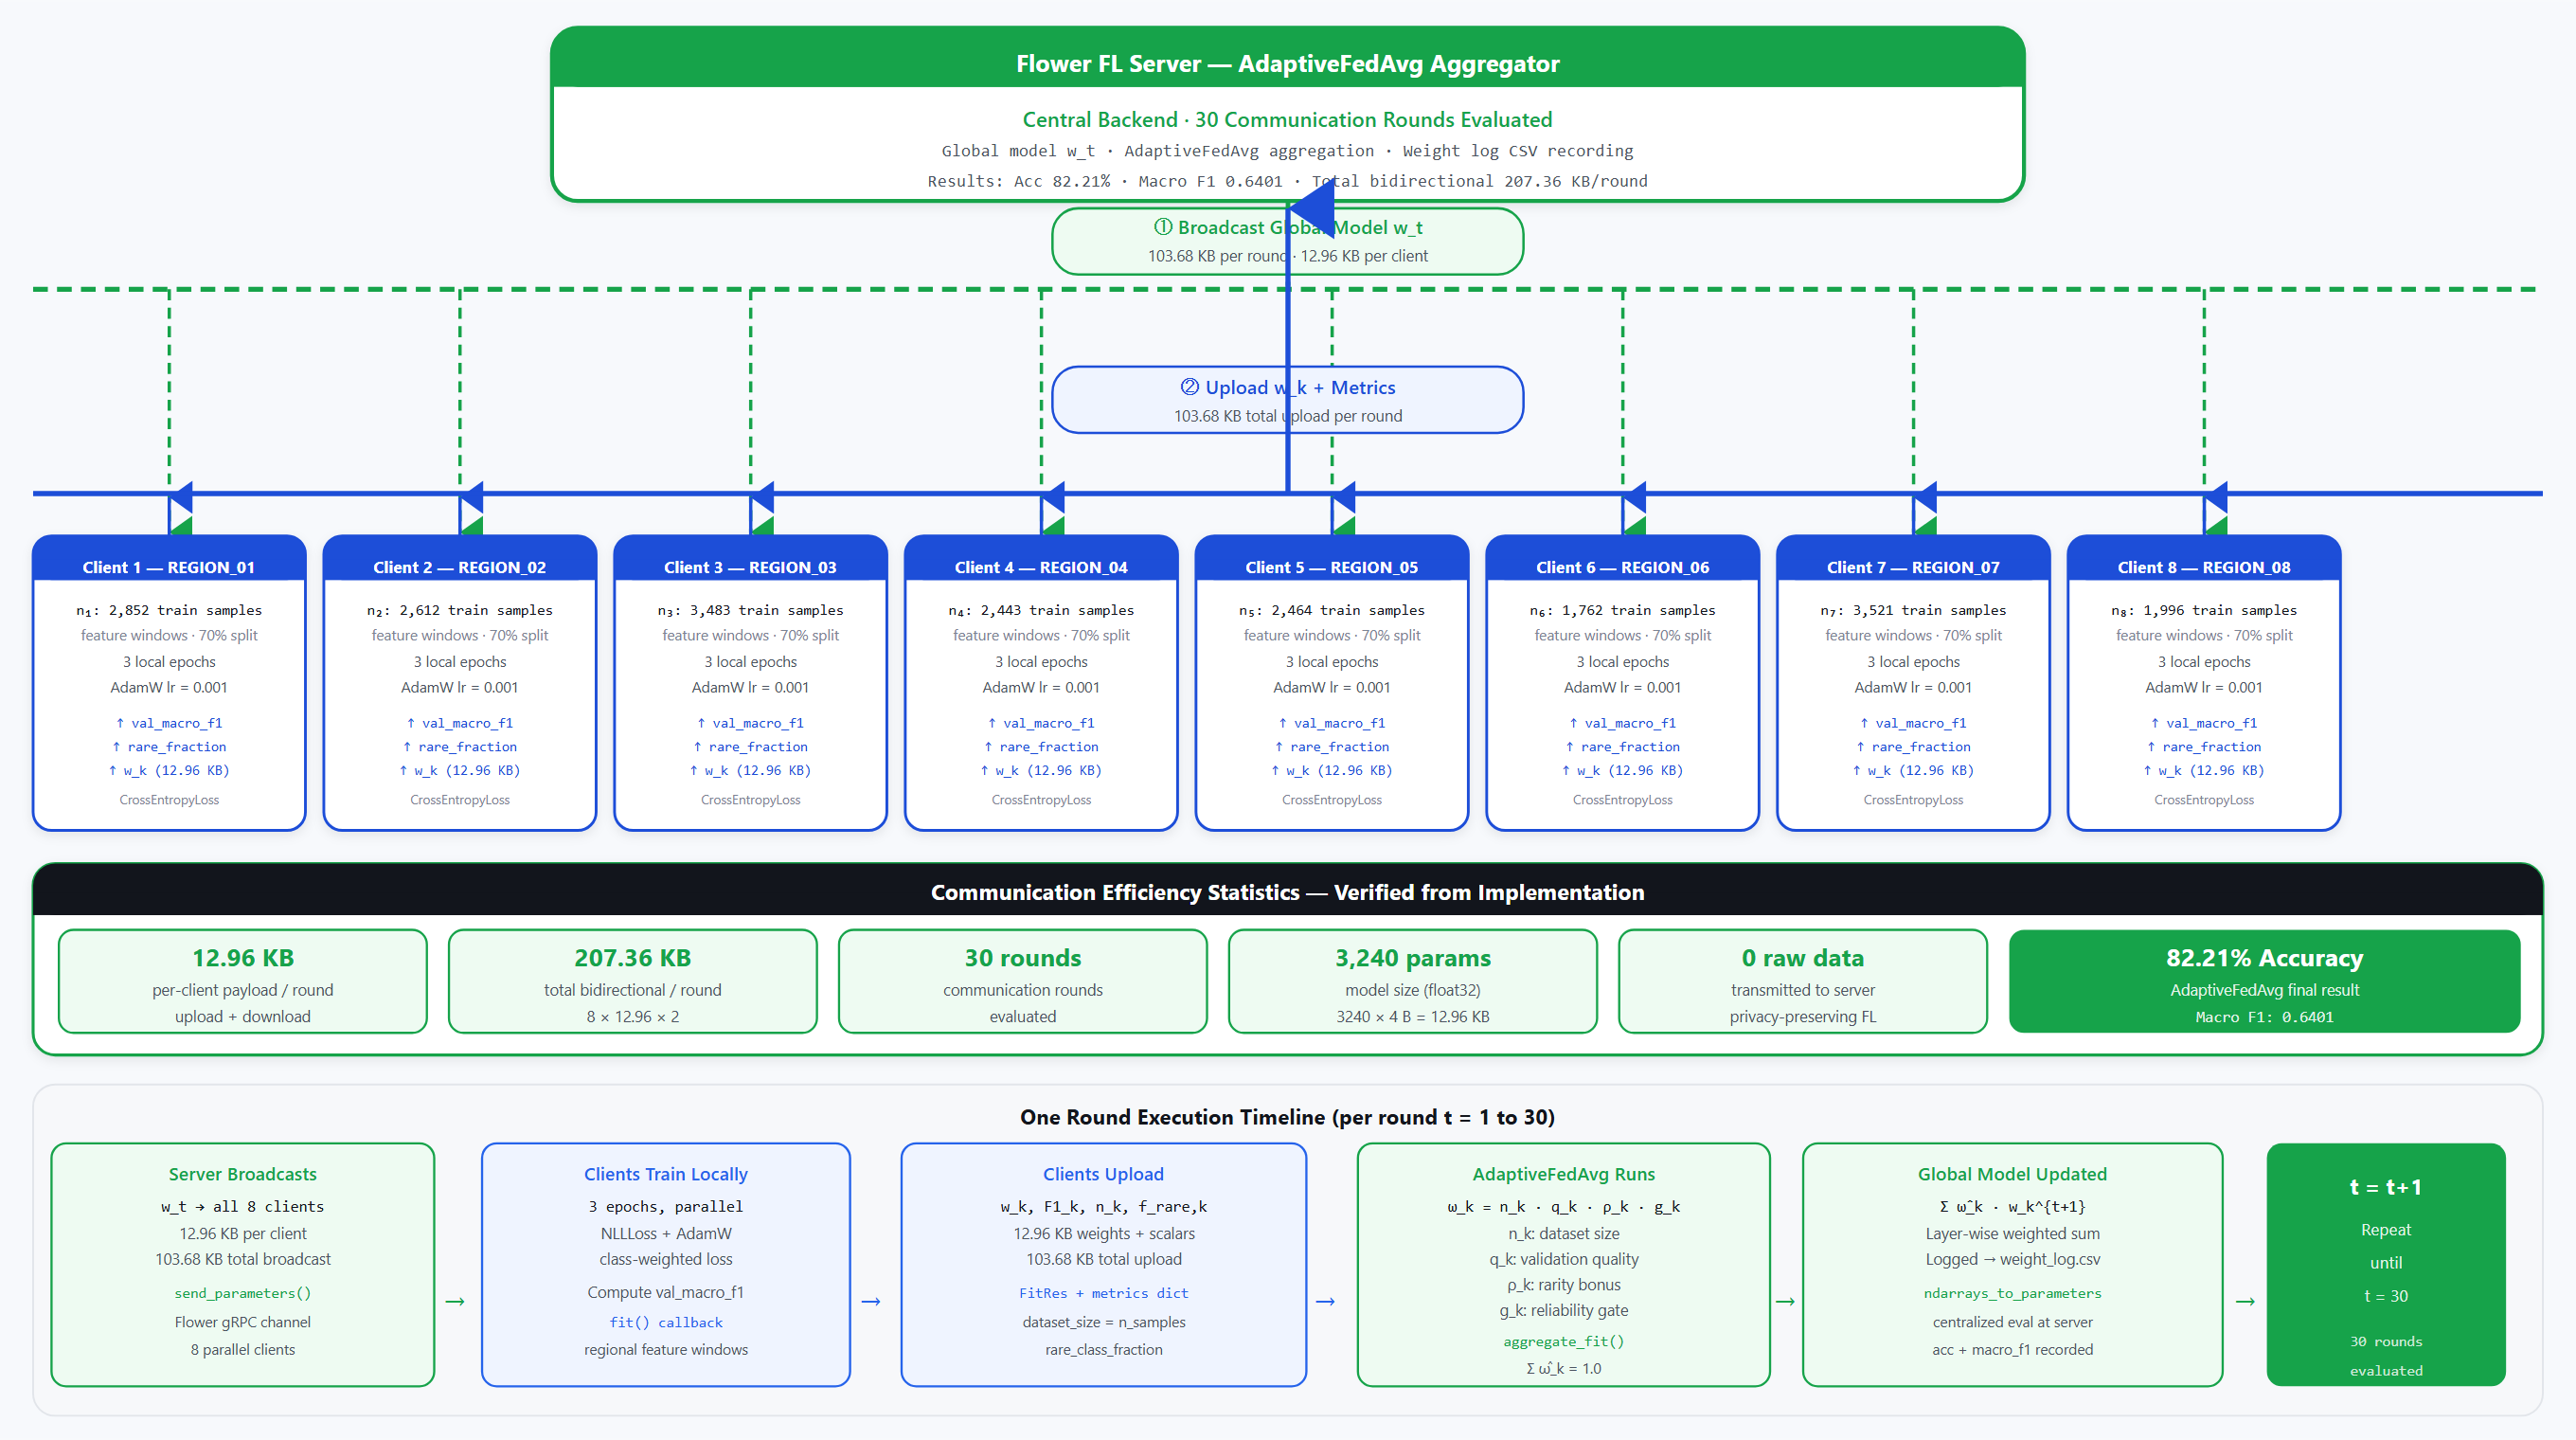 Flower FL Server — AdaptiveFedAvg Aggregator
Central Backend · 30 Communication Rounds Evaluated
Global model w_t · AdaptiveFedAvg aggregation · Weight log CSV recording
Results: Acc 82.21% · Macro F1 0.6401 · Total bidirectional 207.36 KB/round
① Broadcast Global Model w_t
103.68 KB per round · 12.96 KB per client
② Upload w_k + Metrics
103.68 KB total upload per round
Client 1 — REGION_01
n₁: 2,852 train samples
feature windows · 70% split
3 local epochs
AdamW lr = 0.001
↑ val_macro_f1
↑ rare_fraction
↑ w_k (12.96 KB)
CrossEntropyLoss
Client 2 — REGION_02
n₂: 2,612 train samples
feature windows · 70% split
3 local epochs
AdamW lr = 0.001
↑ val_macro_f1
↑ rare_fraction
↑ w_k (12.96 KB)
CrossEntropyLoss
Client 3 — REGION_03
n₃: 3,483 train samples
feature windows · 70% split
3 local epochs
AdamW lr = 0.001
↑ val_macro_f1
↑ rare_fraction
↑ w_k (12.96 KB)
CrossEntropyLoss
Client 4 — REGION_04
n₄: 2,443 train samples
feature windows · 70% split
3 local epochs
AdamW lr = 0.001
↑ val_macro_f1
↑ rare_fraction
↑ w_k (12.96 KB)
CrossEntropyLoss
Client 5 — REGION_05
n₅: 2,464 train samples
feature windows · 70% split
3 local epochs
AdamW lr = 0.001
↑ val_macro_f1
↑ rare_fraction
↑ w_k (12.96 KB)
CrossEntropyLoss
Client 6 — REGION_06
n₆: 1,762 train samples
feature windows · 70% split
3 local epochs
AdamW lr = 0.001
↑ val_macro_f1
↑ rare_fraction
↑ w_k (12.96 KB)
CrossEntropyLoss
Client 7 — REGION_07
n₇: 3,521 train samples
feature windows · 70% split
3 local epochs
AdamW lr = 0.001
↑ val_macro_f1
↑ rare_fraction
↑ w_k (12.96 KB)
CrossEntropyLoss
Client 8 — REGION_08
n₈: 1,996 train samples
feature windows · 70% split
3 local epochs
AdamW lr = 0.001
↑ val_macro_f1
↑ rare_fraction
↑ w_k (12.96 KB)
CrossEntropyLoss
Communication Efficiency Statistics — Verified from Implementation
12.96 KB
per-client payload / round
upload + download
207.36 KB
total bidirectional / round
8 × 12.96 × 2
30 rounds
communication rounds
evaluated
3,240 params
model size (float32)
3240 × 4 B = 12.96 KB
0 raw data
transmitted to server
privacy-preserving FL
82.21% Accuracy
AdaptiveFedAvg final result
Macro F1: 0.6401
One Round Execution Timeline (per round t = 1 to 30)
Server Broadcasts
w_t → all 8 clients
12.96 KB per client
103.68 KB total broadcast
send_parameters()
Flower gRPC channel
8 parallel clients
→
Clients Train Locally
3 epochs, parallel
NLLLoss + AdamW
class-weighted loss
Compute val_macro_f1
fit() callback
regional feature windows
→
Clients Upload
w_k, F1_k, n_k, f_rare,k
12.96 KB weights + scalars
103.68 KB total upload
FitRes + metrics dict
dataset_size = n_samples
rare_class_fraction
→
AdaptiveFedAvg Runs
ω_k = n_k · q_k · ρ_k · g_k
n_k: dataset size
q_k: validation quality
ρ_k: rarity bonus
g_k: reliability gate
aggregate_fit()
Σ ω̂_k = 1.0
→
Global Model Updated
Σ ω̂_k · w_k^{t+1}
Layer-wise weighted sum
Logged → weight_log.csv
ndarrays_to_parameters
centralized eval at server
acc + macro_f1 recorded
→
t = t+1
Repeat
until
t = 30
30 rounds
evaluated